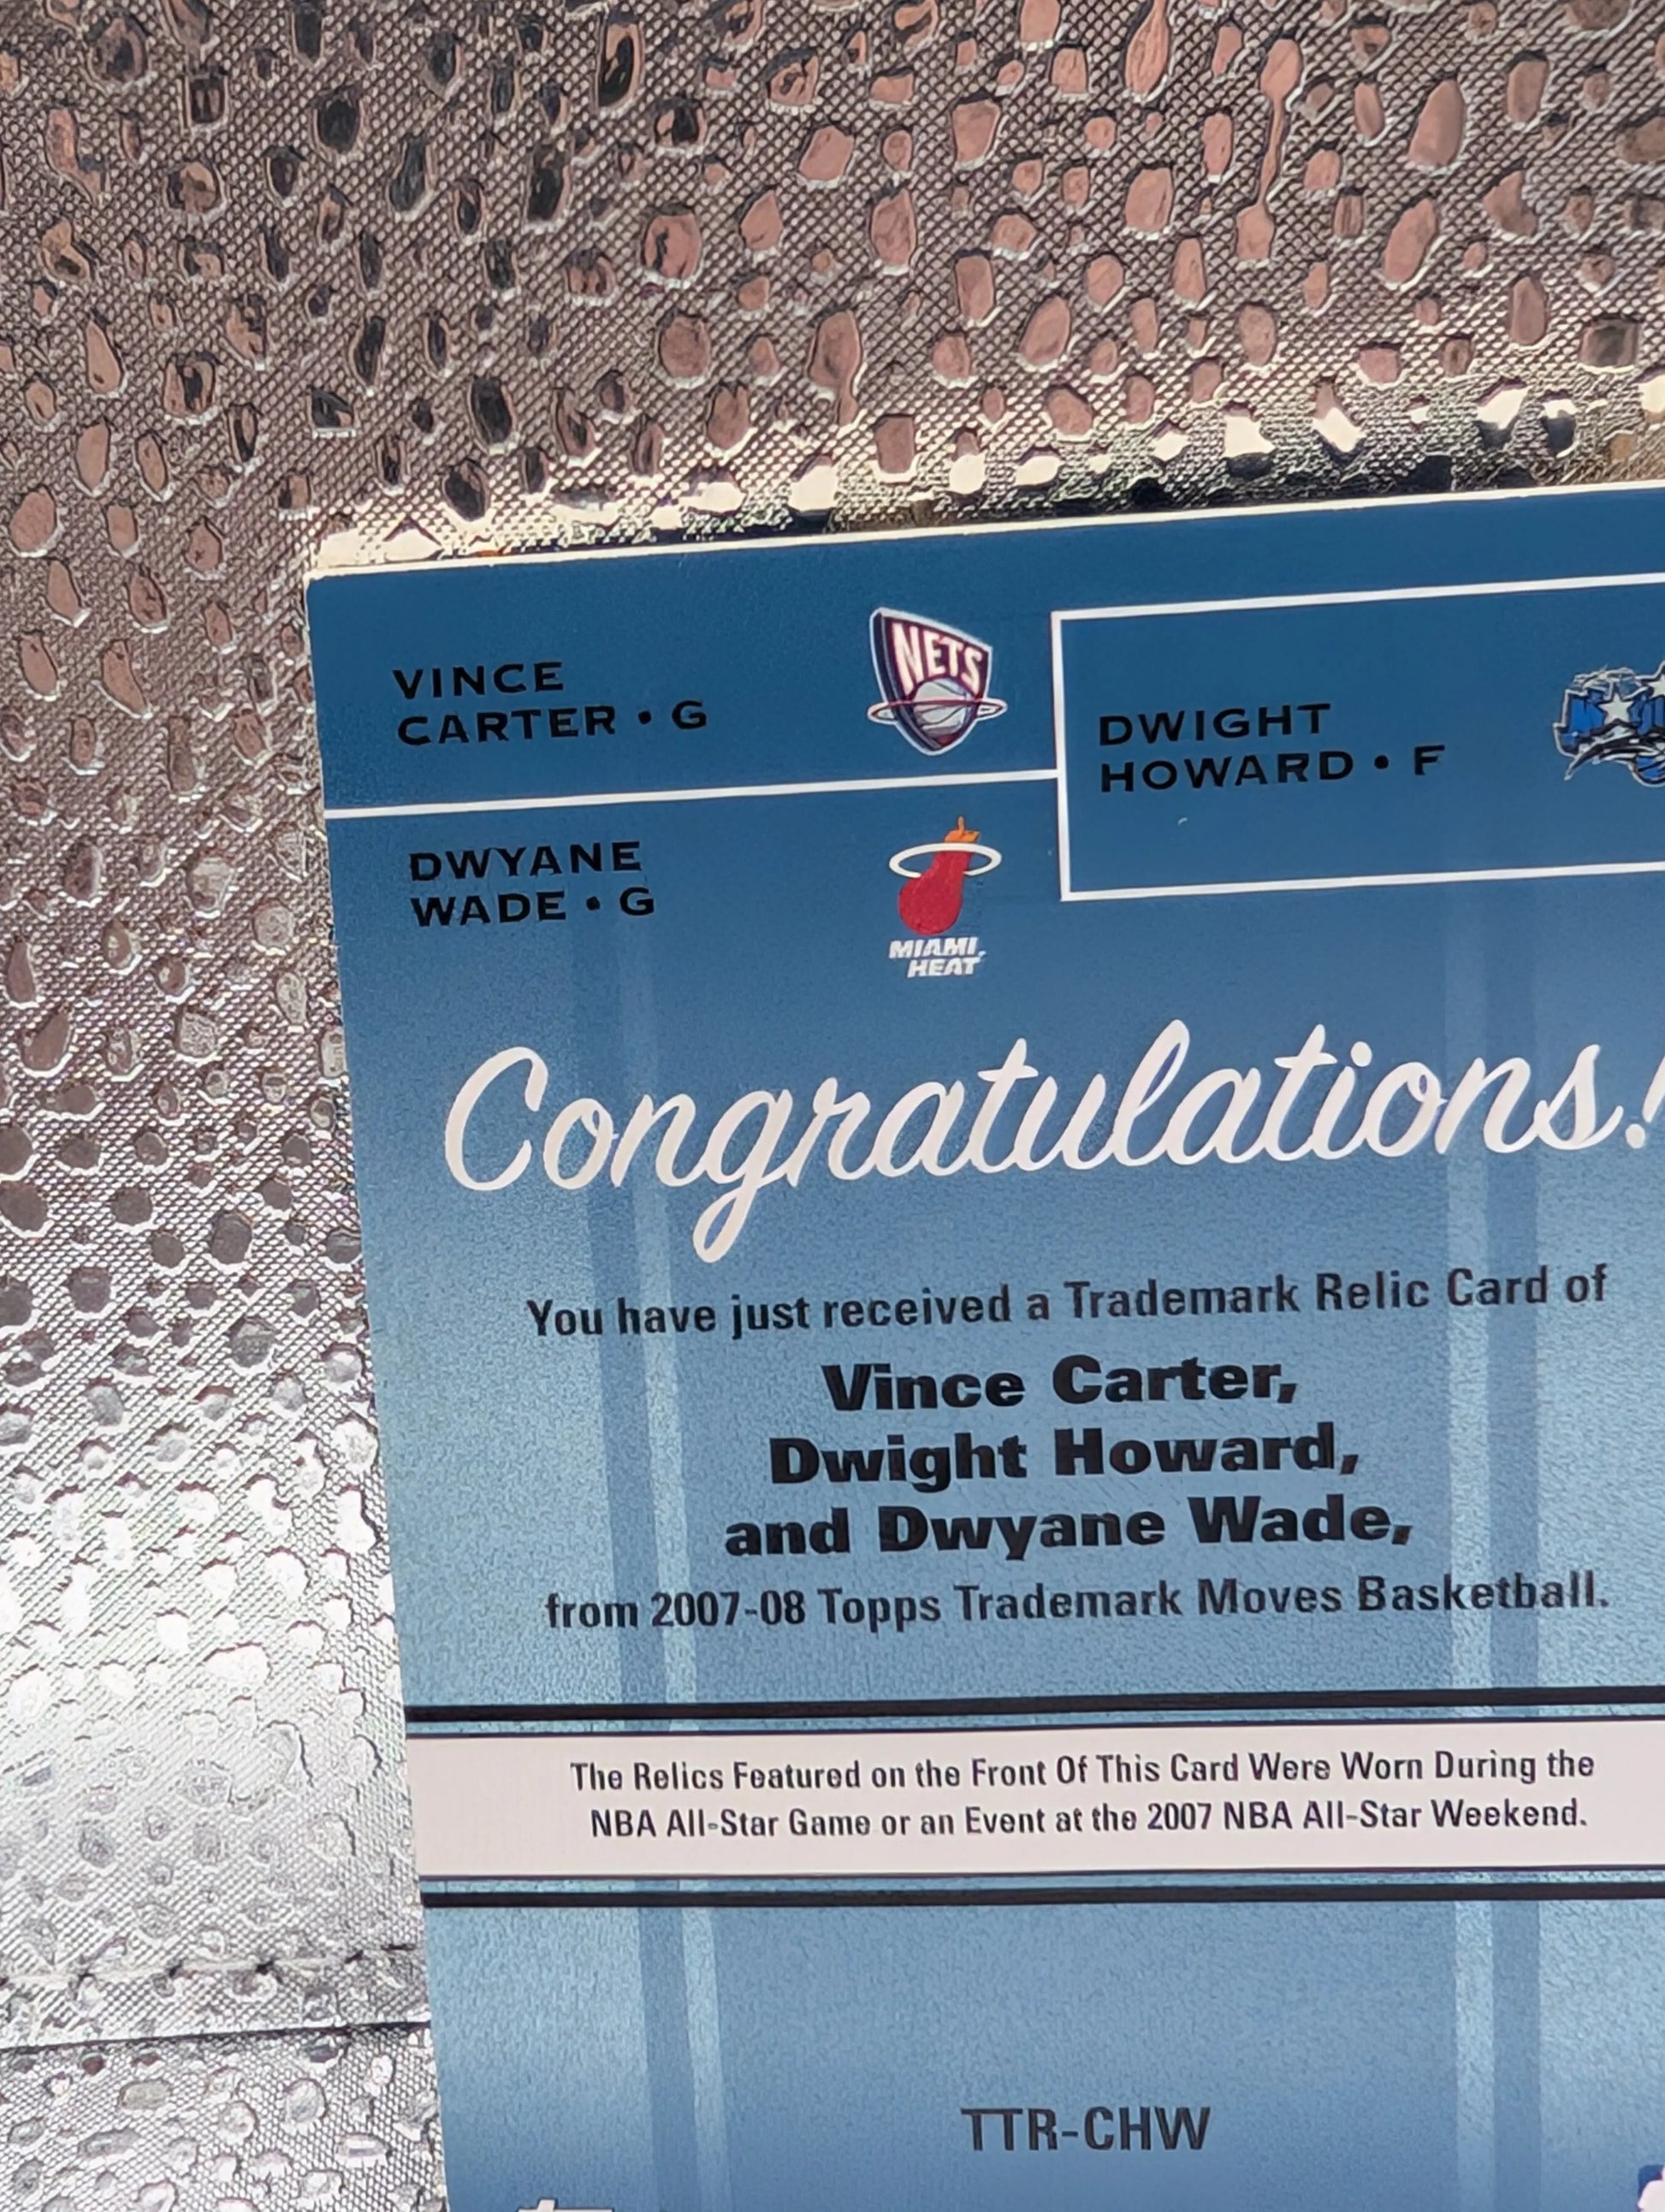 VINCE
CARTER • G
NETS
DWIGHT
HOWARD • F
DWYANE
WADE • G
MIAMI
HEAT
Congratulations!
You have just received a Trademark Relic Card of
Vince Carter,
Dwight Howard,
and Dwyane Wade,
from 2007-08 Topps Trademark Moves Basketball.
The Relics Featured on the Front Of This Card Were Worn During the
NBA All-Star Game or an Event at the 2007 NBA All-Star Weekend.
TTR-CHW